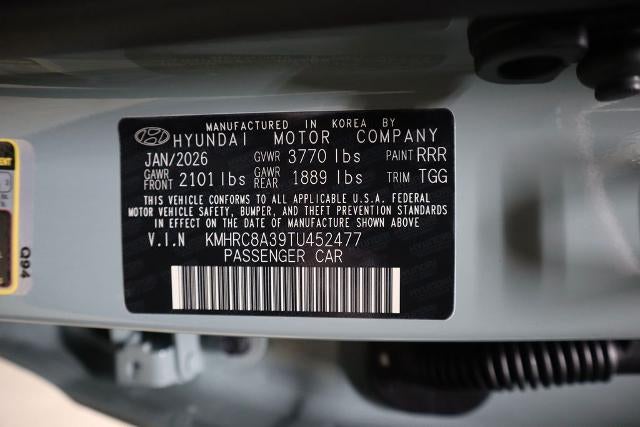 MANUFACTURED IN KOREA BY
HYUNDAI MOTOR COMPANY
JAN/2026 GVWR 3770 lbs PAINT RRR
GAWR FRONT 2101 lbs GAWR REAR 1889 lbs TRIM TGG
THIS VEHICLE CONFORMS TO ALL APPLICABLE U.S.A. FEDERAL
MOTOR VEHICLE SAFETY, BUMPER, AND THEFT PREVENTION STANDARDS
IN EFFECT ON THE DATE OF MANUFACTURE SHOWN ABOVE
V.I.N KMHRC8A39TU452477
PASSENGER CAR
Q94